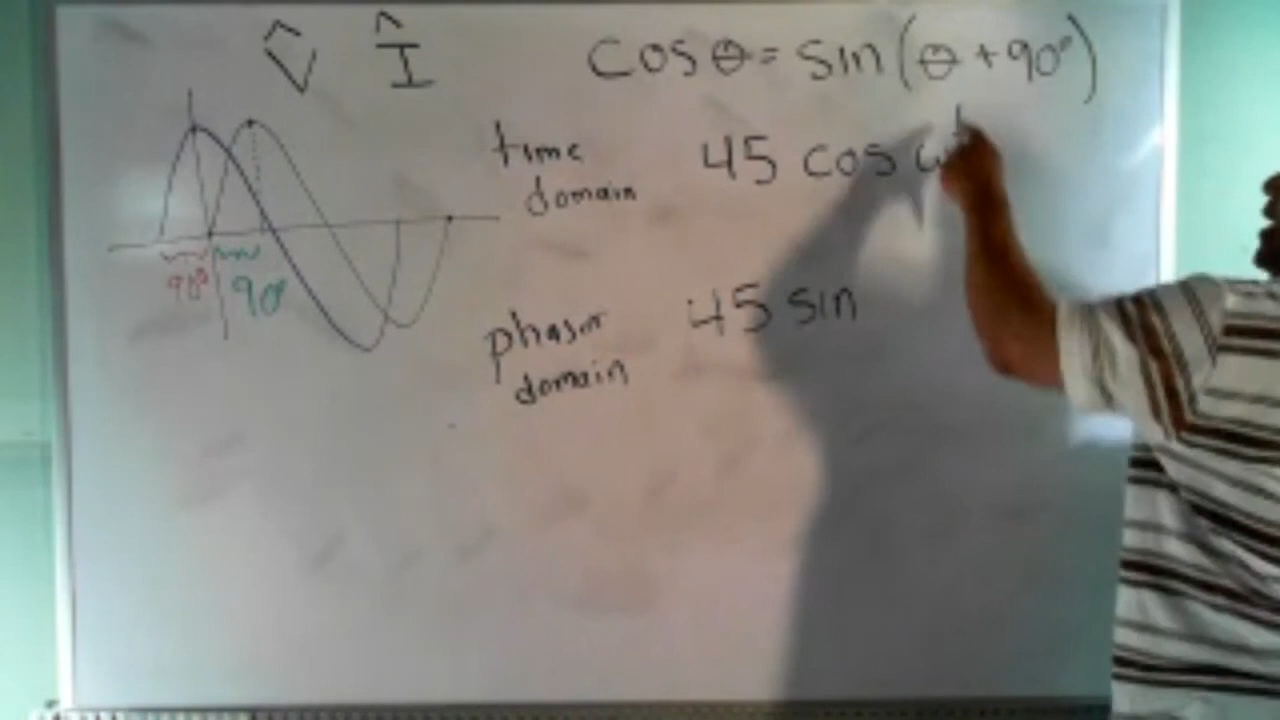 V̂ Î
cos θ = sin(θ + 90°)
time
domain
45 cos
90° 90°
phasor
domain
45 sin